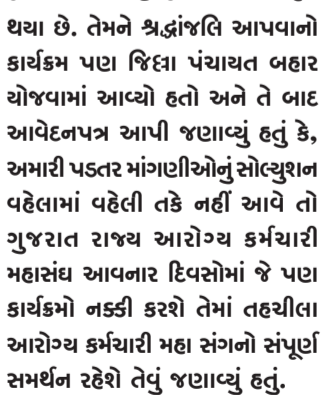 થયા છે. તેમને શ્રદ્ધાંજલિ આપવાનો
કાર્યક્રમ પણ જિલ્લા પંચાયત બહાર
યોજવામાં આવ્યો હતો અને તે બાદ
આવેદનપત્ર આપી જણાવ્યું હતું કે,
અમારી પડતર માંગણીઓનું સોલ્યુશન
વહેલામાં વહેલી તકે નહીં આવે તો
ગુજરાત રાજ્ય આરોગ્ય કર્મચારી
મહાસંઘ આવનાર દિવસોમાં જે પણ
કાર્યક્રમો નક્કી કરશે તેમાં તહચીલા
આરોગ્ય કર્મચારી મહા સંગનો સંપૂર્ણ
સમર્થન રહેશે તેવું જણાવ્યું હતું.